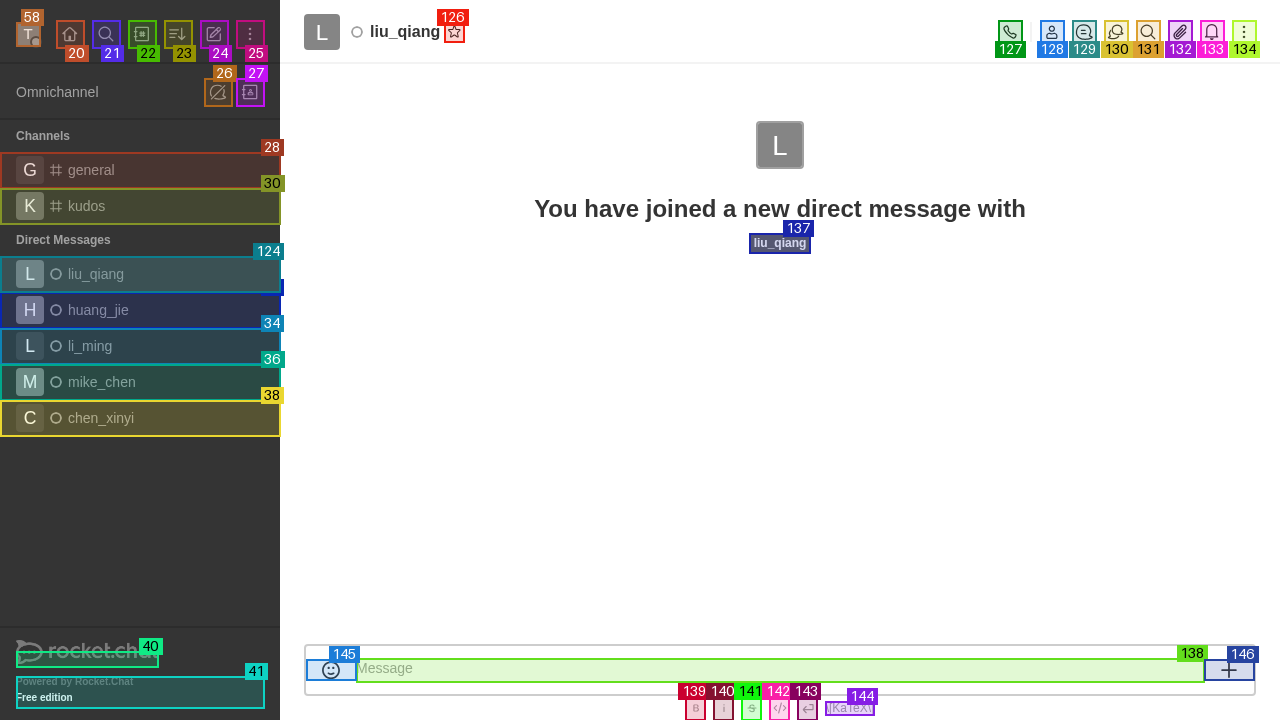 58
T
20
21
22
23
24
25
26
27
Omnichannel
Channels
28
G general
30
K kudos
Direct Messages
124
L liu_qiang
H huang_jie
34
L li_ming
36
M mike_chen
38
C chen_xinyi
40
rocket.chat
41
Powered by Rocket.Chat
Free edition
L liu_qiang
126
127
128
129
130
131
132
133
134
L
You have joined a new direct message with
137
liu_qiang
145
138
146
Message
139
140
141
142
143
144
B
i
S
</>
\(KaTeX\)